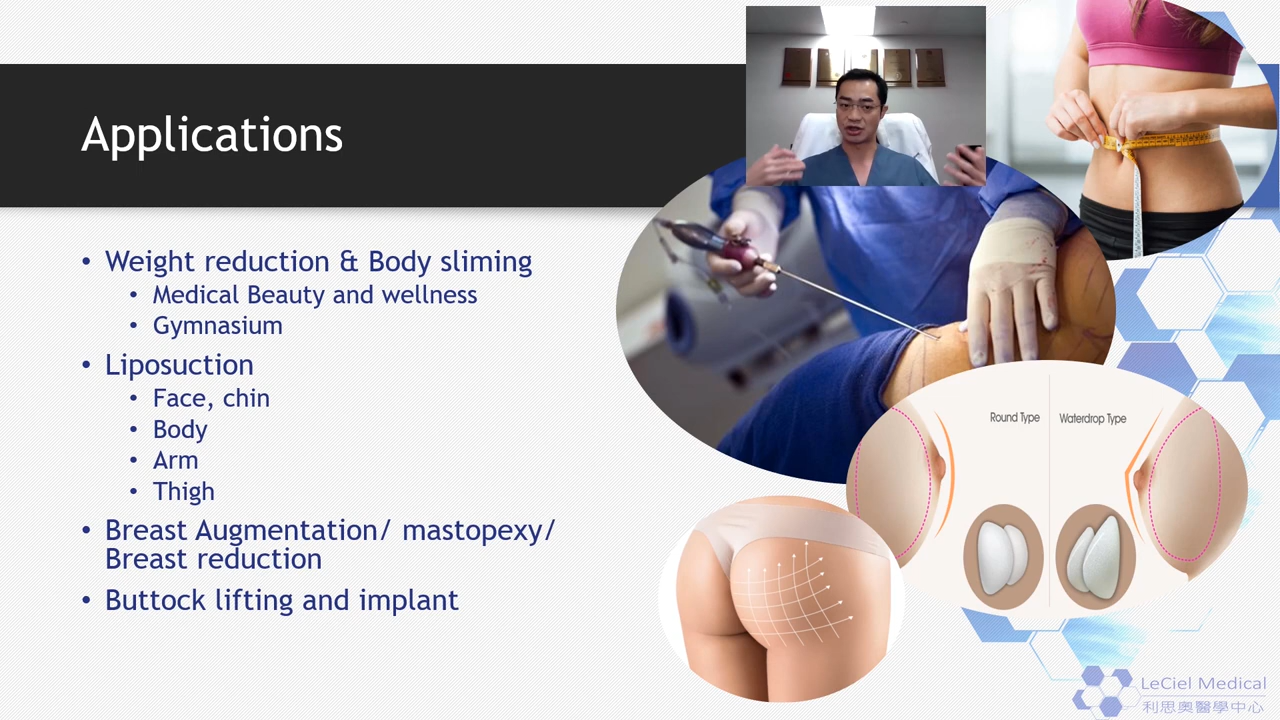 Applications
Weight reduction & Body sliming
Medical Beauty and wellness
Gymnasium
Liposuction
Face, chin
Body
Arm
Thigh
Breast Augmentation/ mastopexy/
Breast reduction
Buttock lifting and implant
Round Type
Waterdrop Type
LeCiel Medical
利思奧醫學中心